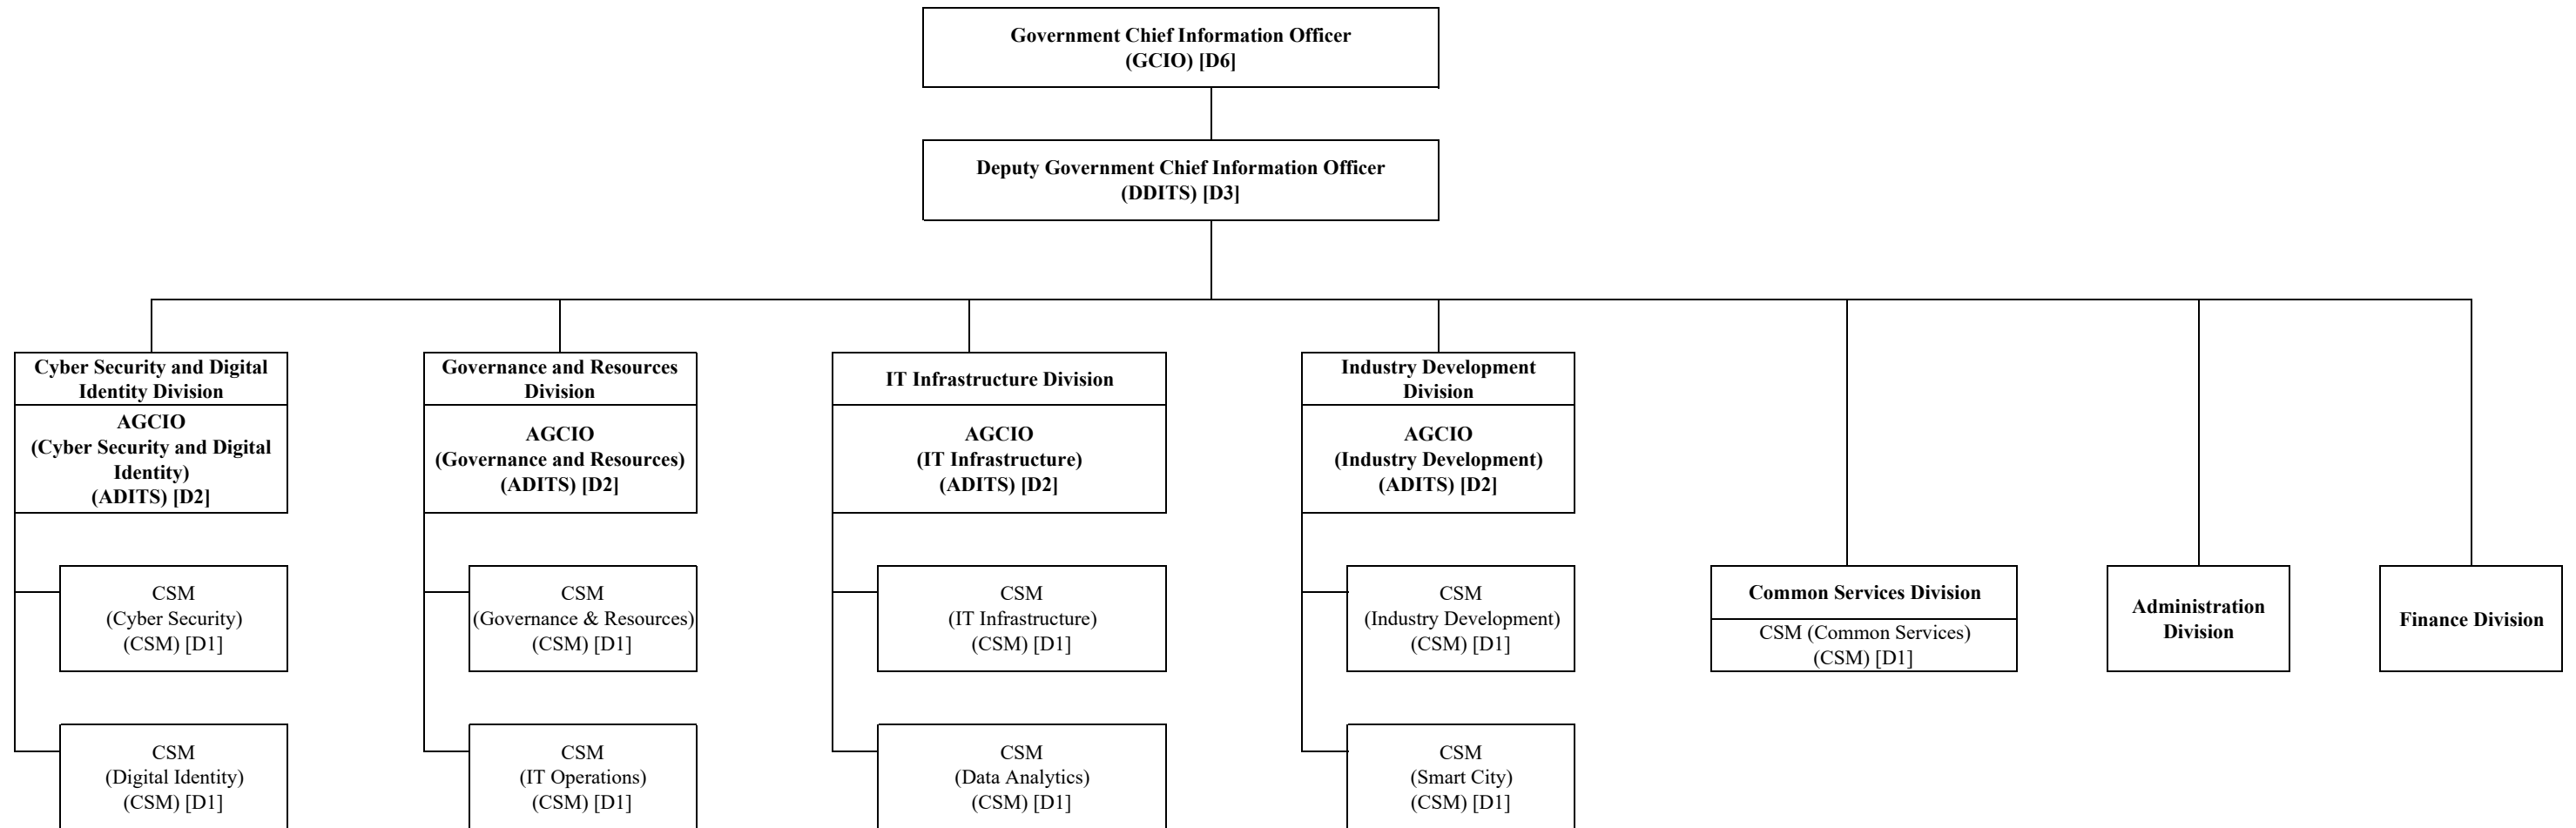 Government Chief Information Officer
(GCIO) [D6]
Deputy Government Chief Information Officer
(DDITS) [D3]
Cyber Security and Digital
Identity Division
AGCIO
(Cyber Security and Digital
Identity)
(ADITS) [D2]
CSM
(Cyber Security)
(CSM) [D1]
CSM
(Digital Identity)
(CSM) [D1]
Governance and Resources
Division
AGCIO
(Governance and Resources)
(ADITS) [D2]
CSM
(Governance & Resources)
(CSM) [D1]
CSM
(IT Operations)
(CSM) [D1]
IT Infrastructure Division
AGCIO
(IT Infrastructure)
(ADITS) [D2]
CSM
(IT Infrastructure)
(CSM) [D1]
CSM
(Data Analytics)
(CSM) [D1]
Industry Development
Division
AGCIO
(Industry Development)
(ADITS) [D2]
CSM
(Industry Development)
(CSM) [D1]
CSM
(Smart City)
(CSM) [D1]
Common Services Division
CSM (Common Services)
(CSM) [D1]
Administration
Division
Finance Division